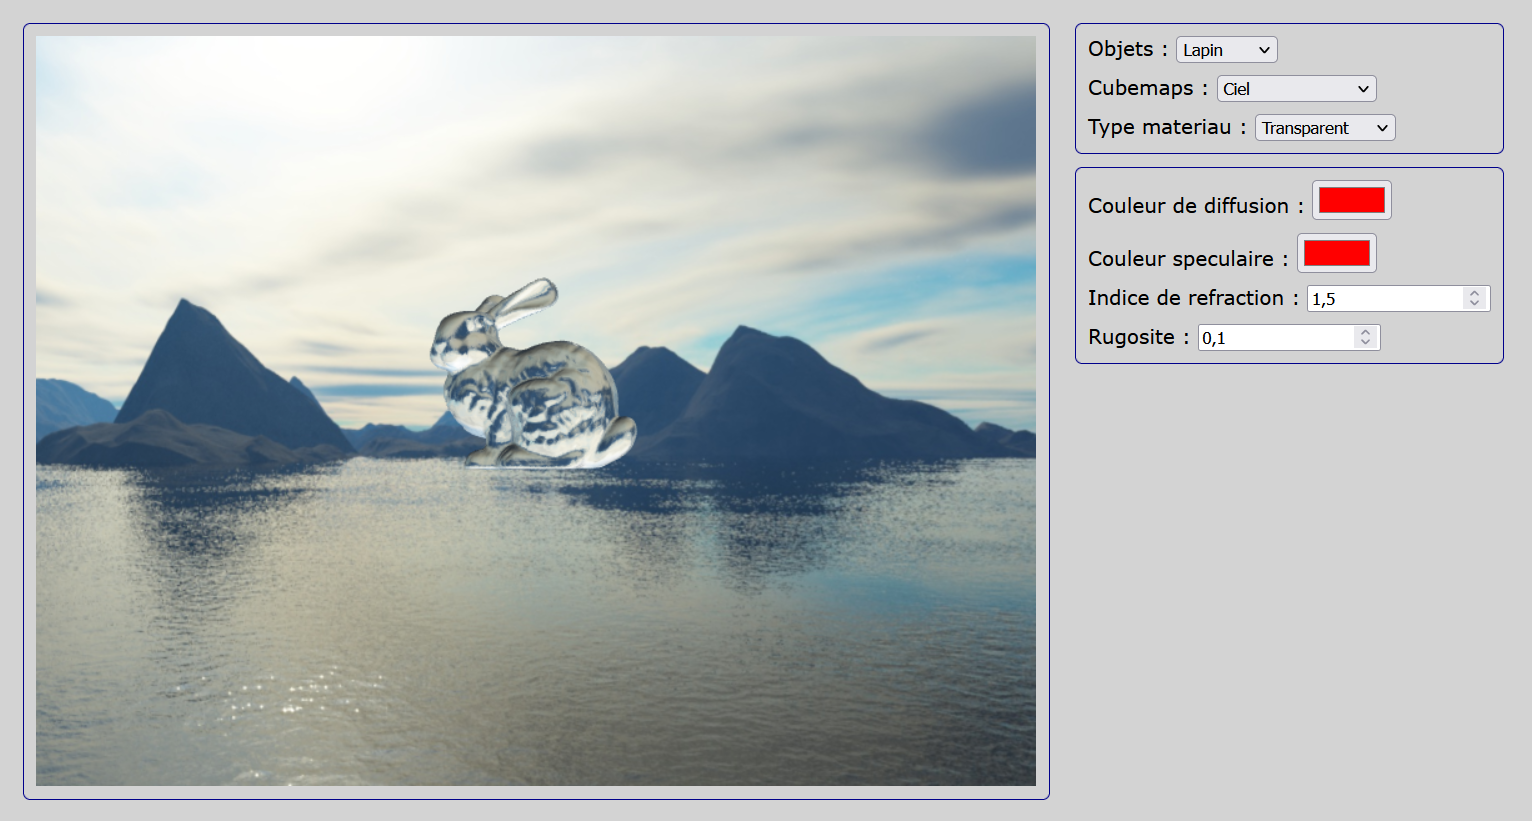 Objets : Lapin
Cubemaps : Ciel
Type materiau : Transparent
Couleur de diffusion :
Couleur speculaire :
Indice de refraction : 1,5
Rugosite : 0,1